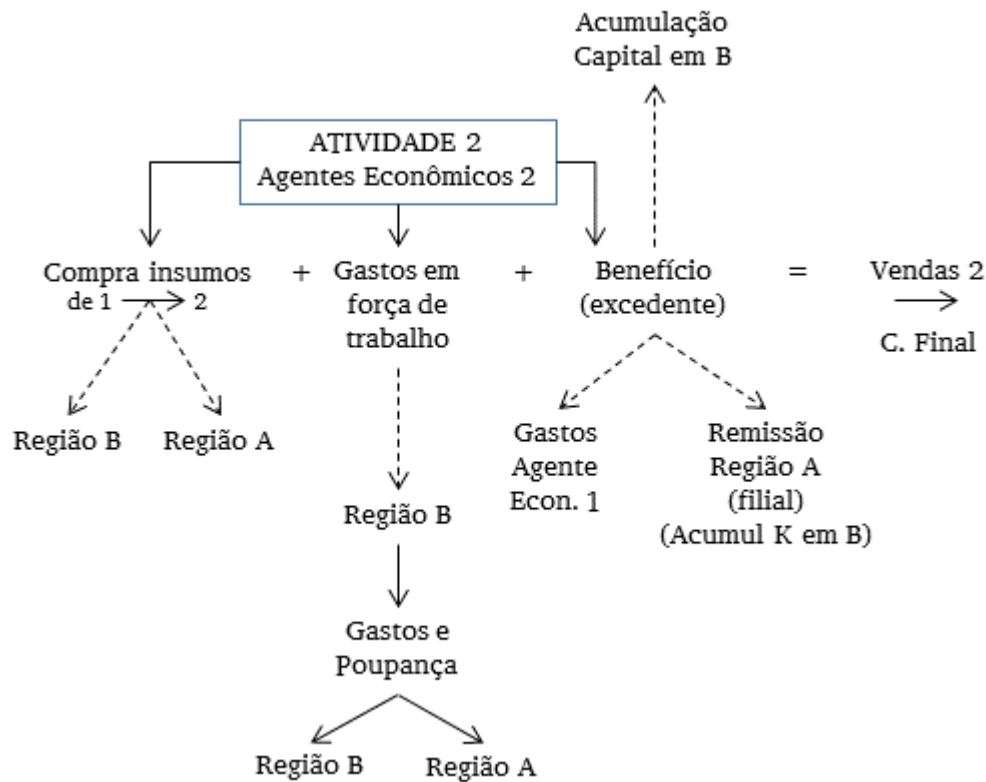 Acumulação
Capital em B
ATIVIDADE 2
Agentes Econômicos 2
Compra insumos + Gastos em + Benefício = Vendas 2
de 1 → 2 força de (excedente) →
trabalho C. Final
Região B Região A
Gastos Remissão
Agente Região A
Econ. 1 (filial)
(Acumul K em B)
Região B
Gastos e
Poupança
Região B Região A